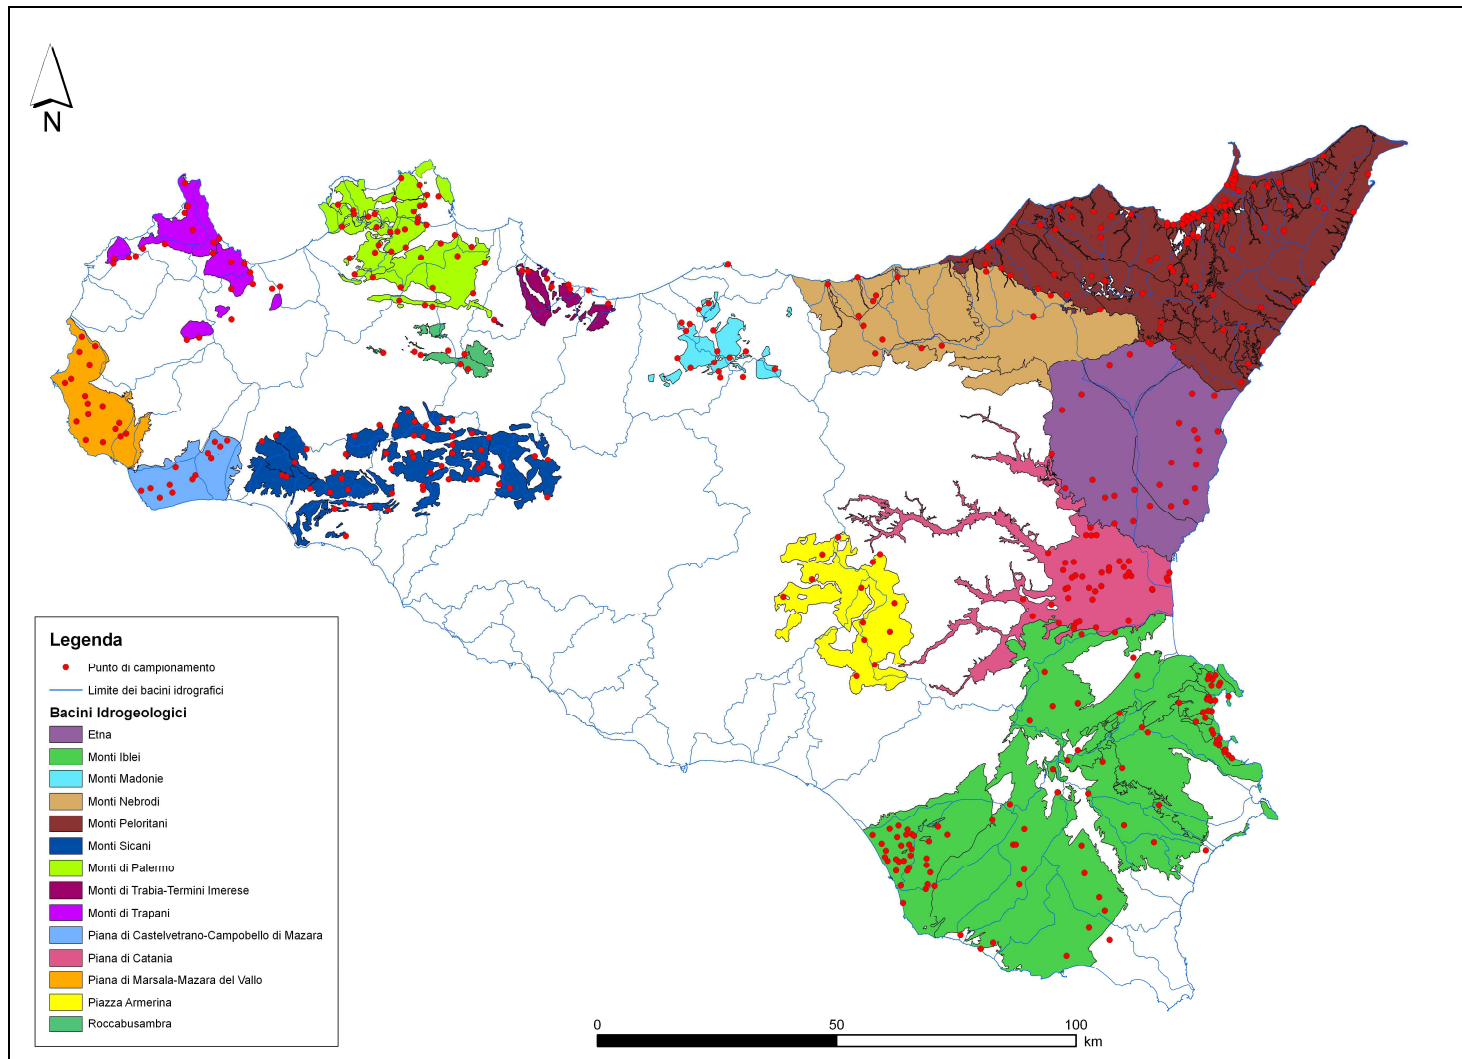 N
Legenda
Punto di campionamento
Limite dei bacini idrografici
Bacini Idrogeologici
Etna
Monti Iblei
Monti Madonie
Monti Nebrodi
Monti Peloritani
Monti Sicani
Monti di Palermo
Monti di Trabia-Termini Imerese
Monti di Trapani
Piana di Castelvetrano-Campobello di Mazara
Piana di Catania
Piana di Marsala-Mazara del Vallo
Piazza Armerina
Roccabusambra
0 50 100
km